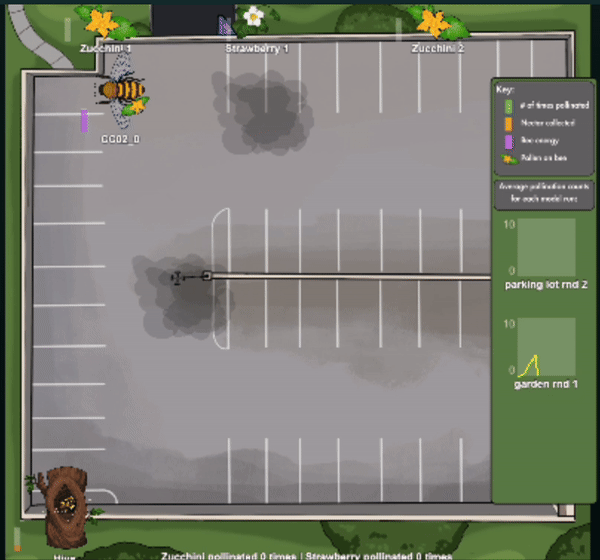 Zucchini 1
Strawberry 1
Zucchini 2
CC02_0
Key:
# of times pollinated
Nectar collected
Bee energy
Pollen on bee
Average pollination counts
for each model run:
10
0
parking lot rnd 2
10
0
garden rnd 1
Hive
Zucchini pollinated 0 times | Strawberry pollinated 0 times